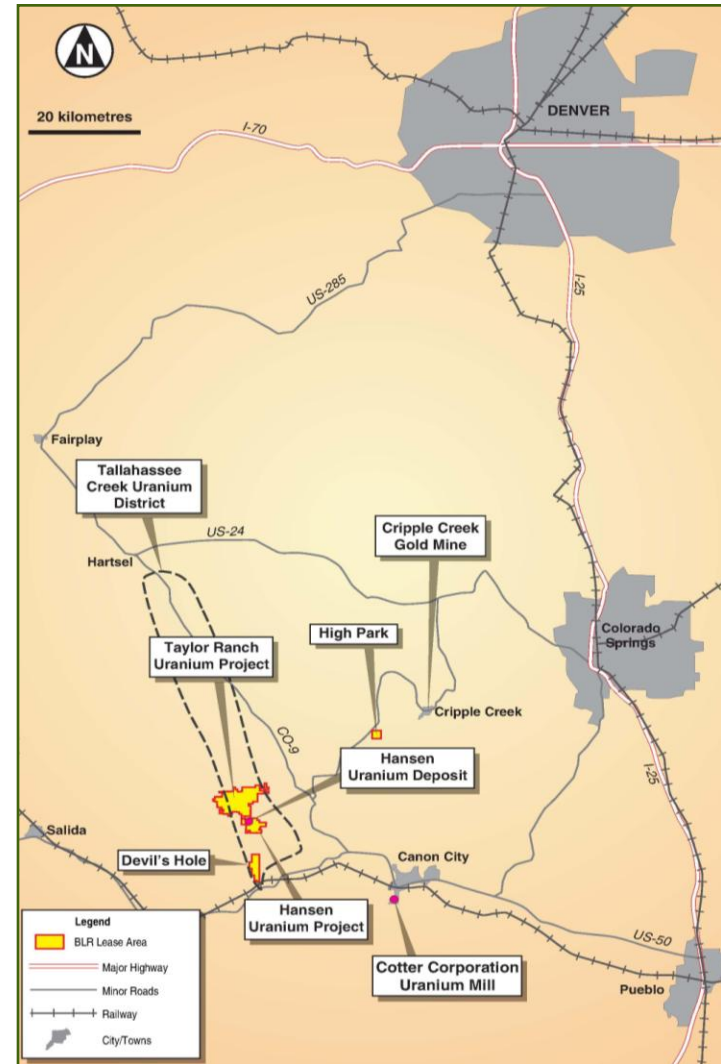 N
DENVER
20 kilometres
I-70
US-285
I-25
Fairplay
Tallahassee
Creek Uranium
District
US-24
Cripple Creek
Gold Mine
Hartsel
High Park
Colorado
Springs
Taylor Ranch
Uranium Project
Cripple Creek
CO-9
Hansen
Uranium Deposit
I-25
Salida
Devil's Hole
Canon City
Hansen
Uranium Project
Legend
BLR Lease Area
Major Highway
Minor Roads
Railway
City/Towns
Cotter Corporation
Uranium Mill
US-50
Pueblo